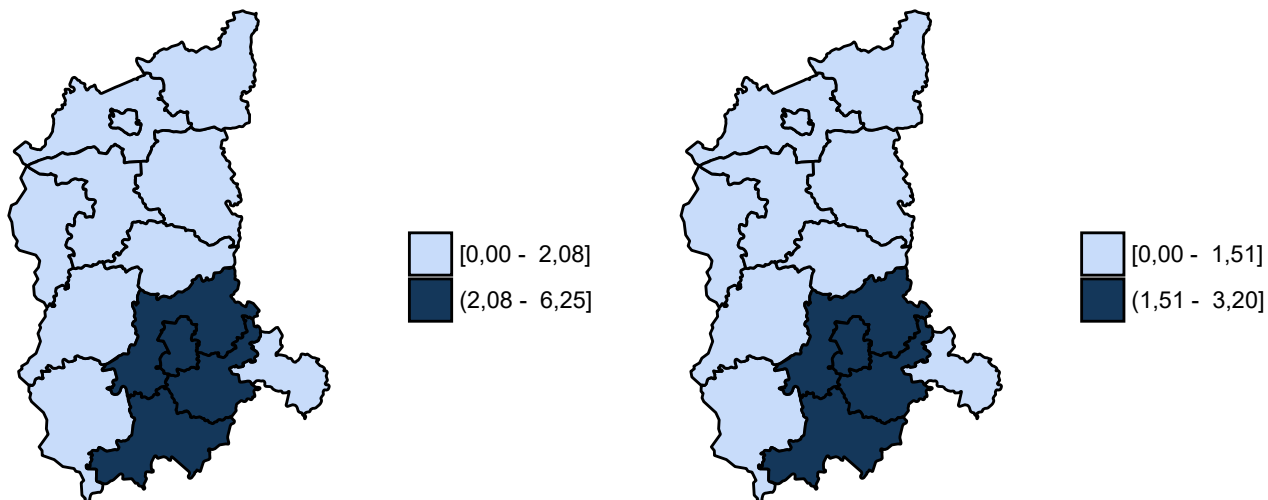 [0,00 -  2,08]
(2,08 -  6,25]
[0,00 -  1,51]
(1,51 -  3,20]